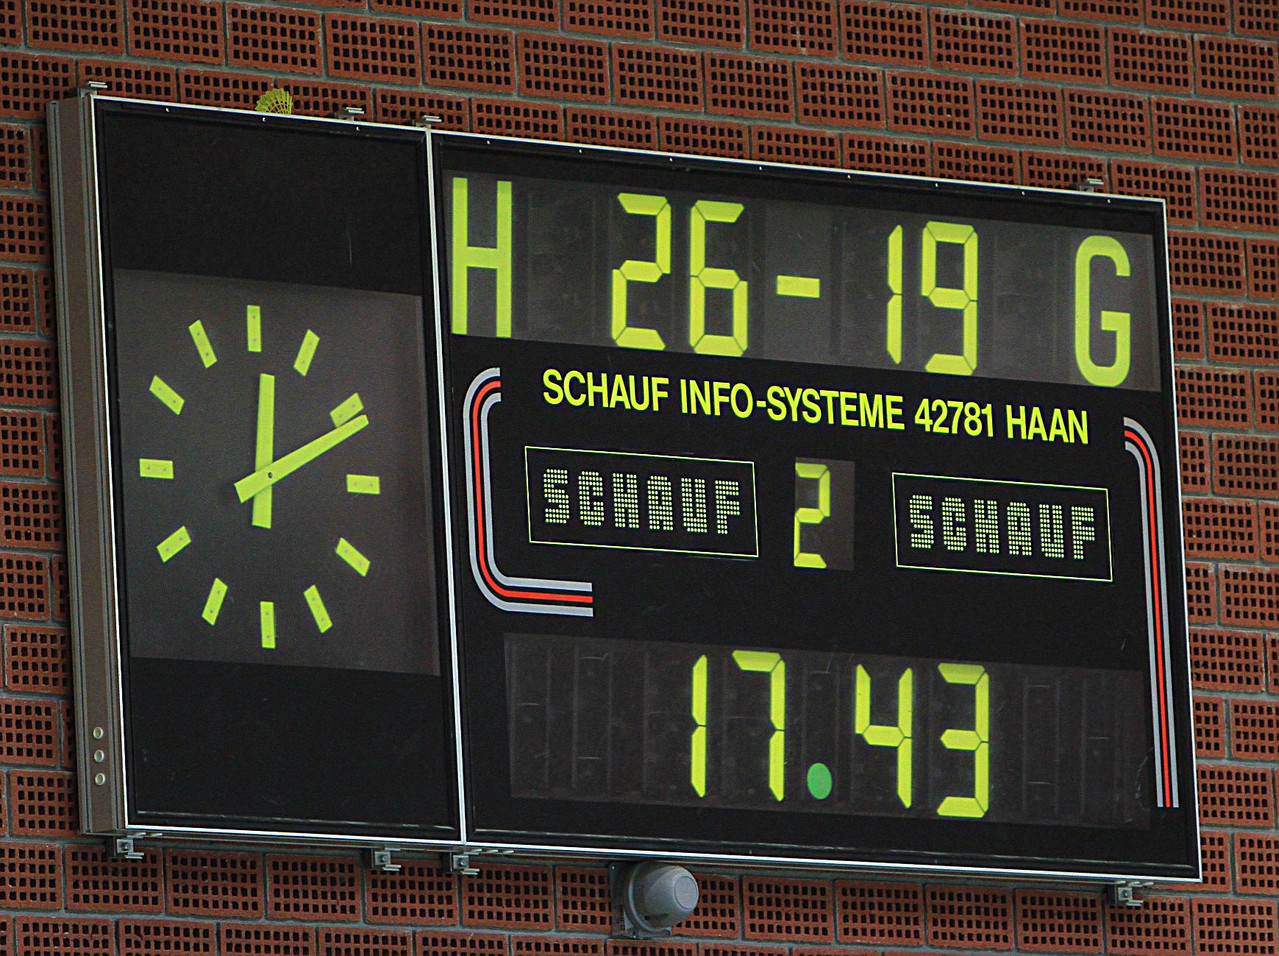 H 26-19 G
SCHAUF INFO-SYSTEME 42781 HAAN
SCHAUF 2 SCHAUF
17.43